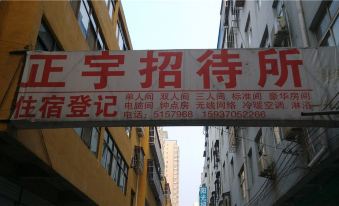 正宇招待所
住宿登记
单人间 双人间 三人间 标准间 豪华房间
电脑间 钟点房 无线网络 冷暖空调 淋浴
电话：5157968 15937052266